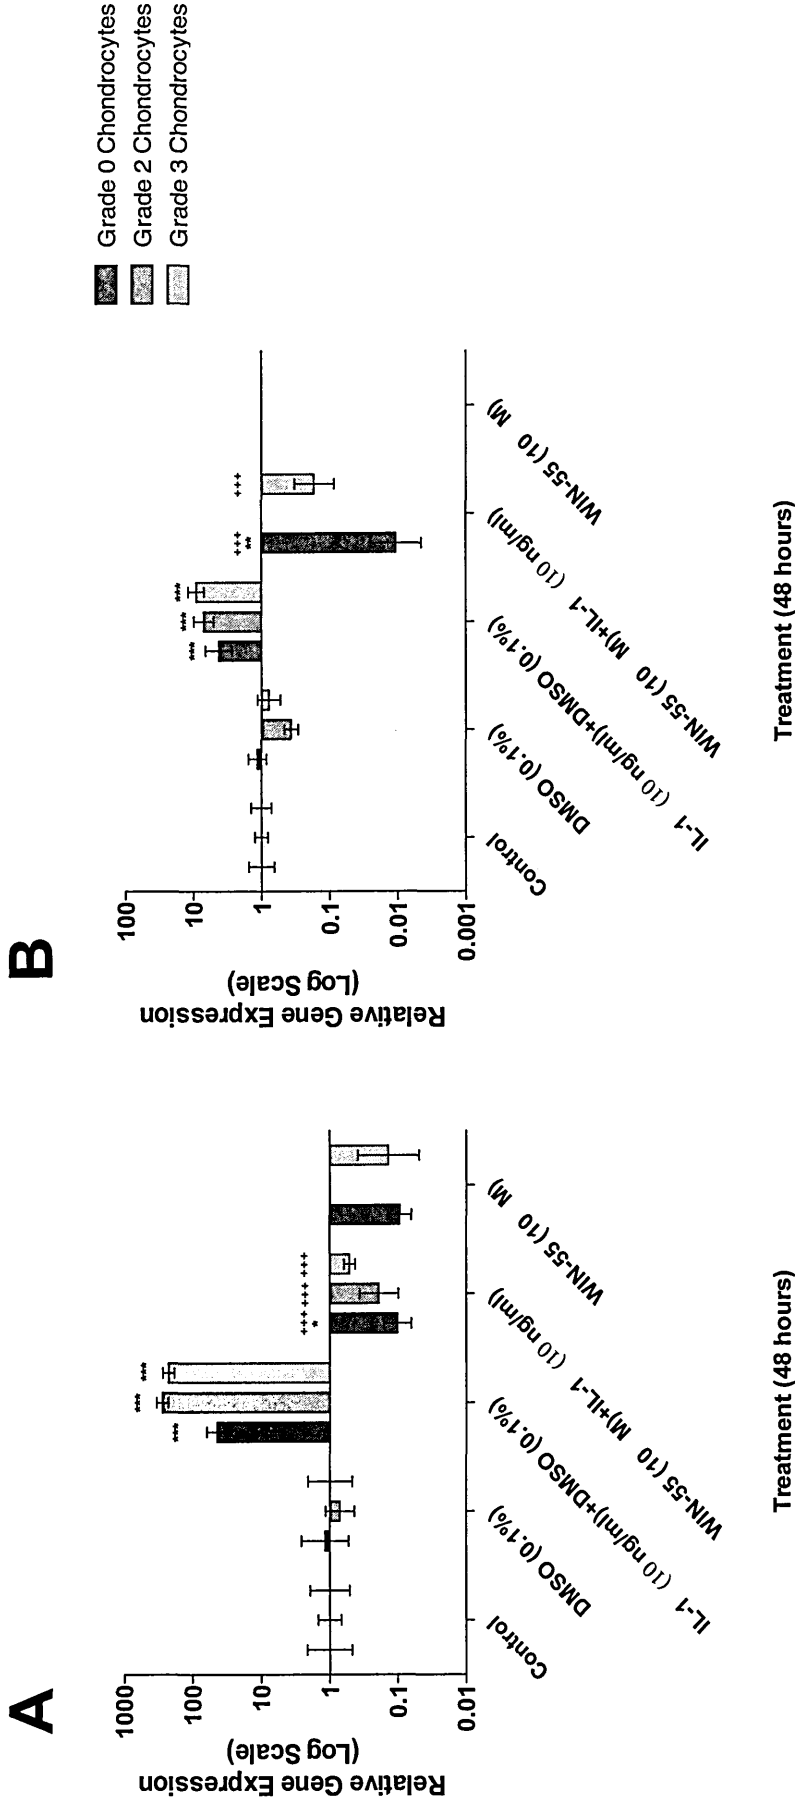 A
Relative Gene Expression
(Log Scale)
1000
100
10
1
0.1
0.01
***
***
***
+++
*
+++
+++
Control
DMSO (0.1%)
IL-1 (10 ng/ml)+DMSO (0.1%)
WIN-55 (10 M)+IL-1 (10 ng/ml)
WIN-55 (10 M)
Treatment (48 hours)
B
Relative Gene Expression
(Log Scale)
100
10
1
0.1
0.01
0.001
***
***
***
+++
**
+++
Control
DMSO (0.1%)
IL-1 (10 ng/ml)+DMSO (0.1%)
WIN-55 (10 M)+IL-1 (10 ng/ml)
WIN-55 (10 M)
Treatment (48 hours)
Grade 0 Chondrocytes
Grade 2 Chondrocytes
Grade 3 Chondrocytes